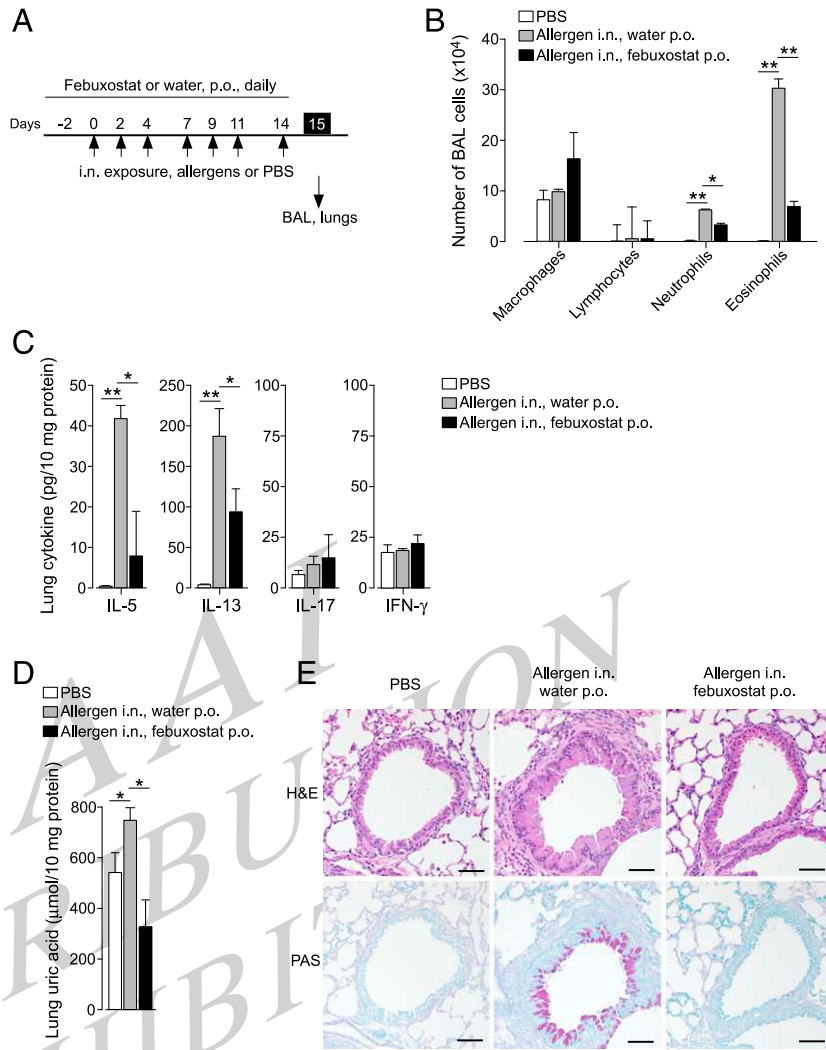 A
Febuxostat or water, p.o., daily
Days -2 0 2 4 7 9 11 14 15
i.n. exposure, allergens or PBS
BAL, lungs
B
PBS
Allergen i.n., water p.o.
Allergen i.n., febuxostat p.o.
Number of BAL cells (x10⁴)
40
30
20
10
0
** * ** **
Macrophages
Lymphocytes
Neutrophils
Eosinophils
C
PBS
Allergen i.n., water p.o.
Allergen i.n., febuxostat p.o.
Lung cytokine (pg/10 mg protein)
50
40
30
20
10
0
** *
IL-5
250
200
150
100
50
0
** *
IL-13
100
75
50
25
0
IL-17
100
75
50
25
0
IFN-γ
D
PBS
Allergen i.n., water p.o.
Allergen i.n., febuxostat p.o.
Lung uric acid (μmol/10 mg protein)
800
600
400
200
0
* *
E
PBS
Allergen i.n.
water p.o.
Allergen i.n.
febuxostat p.o.
H&E
PAS
AAI
RIBUTION
HIBIT